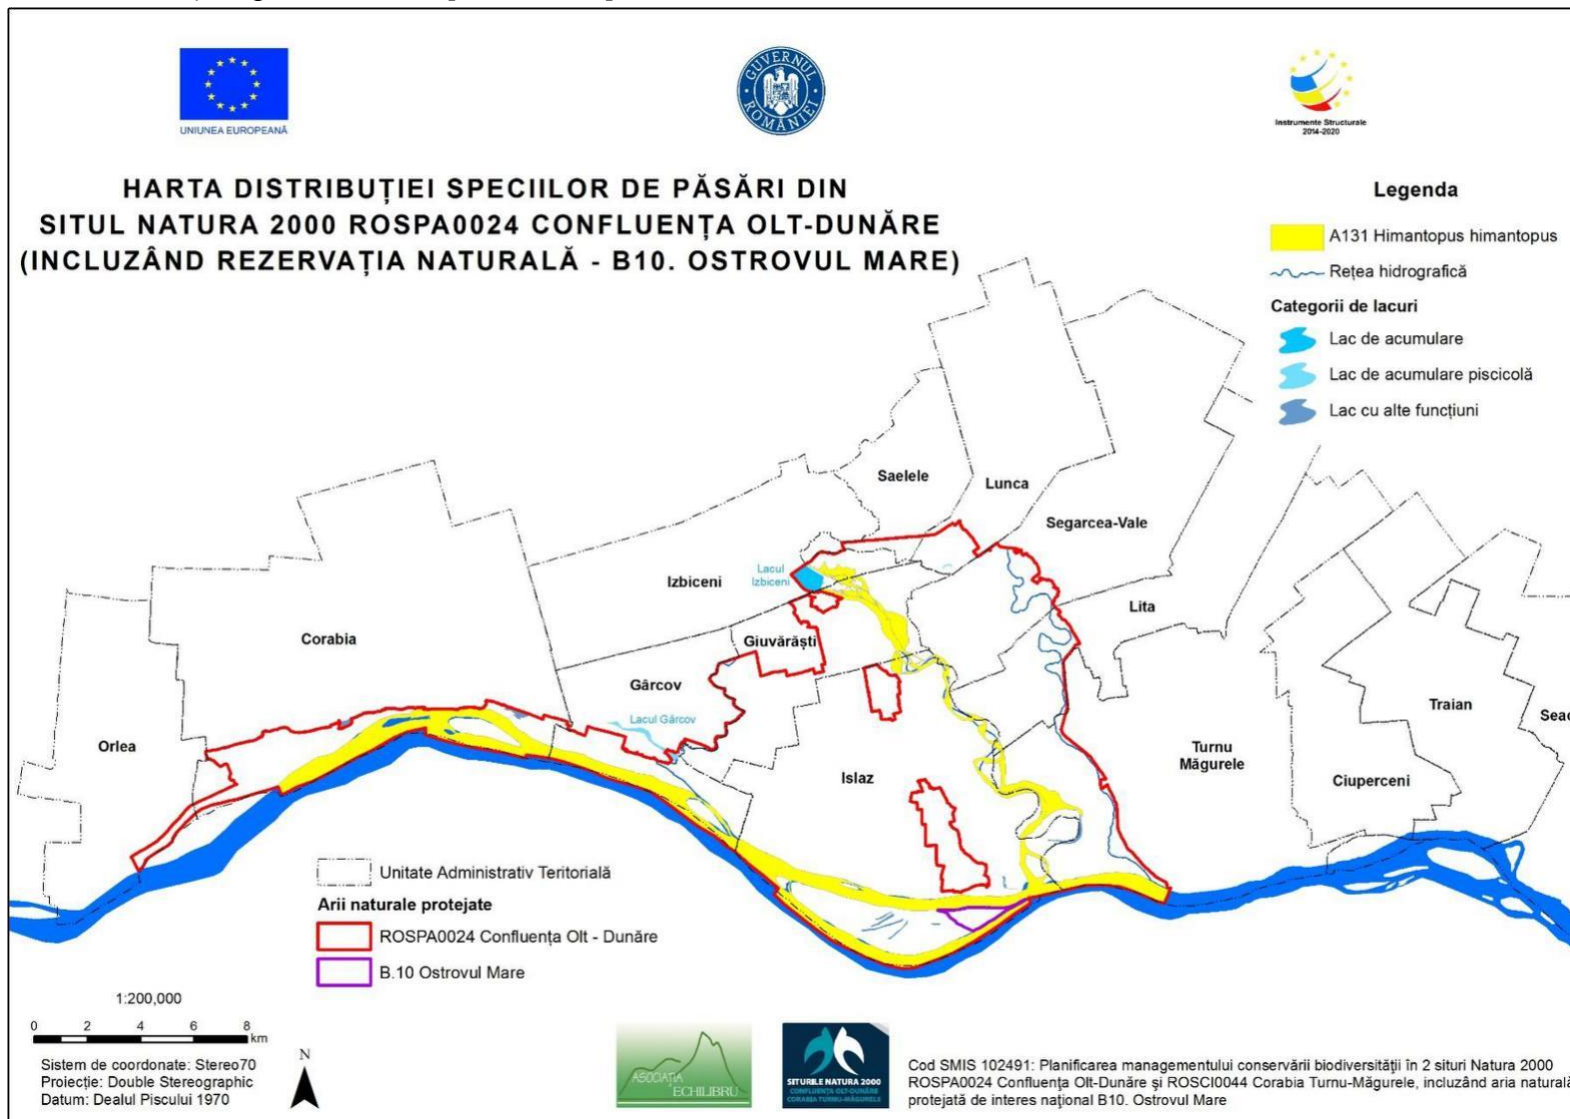 UNIUNEA EUROPEANĂ
GUVERNUL ROMÂNIEI
Instrumente Structurale
2014-2020
HARTA DISTRIBUȚIEI SPECIILOR DE PĂSĂRI DIN
SITUL NATURA 2000 ROSPA0024 CONFLUENȚA OLT-DUNĂRE
(INCLUZÂND REZERVAȚIA NATURALĂ - B10. OSTROVUL MARE)
Legenda
A131 Himantopus himantopus
Rețea hidrografică
Categorii de lacuri
Lac de acumulare
Lac de acumulare piscicolă
Lac cu alte funcțiuni
Saelele
Lunca
Segarcea-Vale
Izbiceni
Lacul
Izbiceni
Lita
Corabia
Giuvărăști
Gârcov
Lacul Gârcov
Orlea
Islaz
Turnu
Măgurele
Ciuperceni
Traian
Seac
Unitate Administrativ Teritorială
Arii naturale protejate
ROSPA0024 Confluența Olt - Dunăre
B.10 Ostrovul Mare
1:200,000
0 2 4 6 8
km
Sistem de coordonate: Stereo70
Proiecție: Double Stereographic
Datum: Dealul Piscului 1970
N
ASOCIAȚIA
ECHILIBRU
SITURILE NATURA 2000
CONFLUENȚA OLT-DUNĂRE
CORABIA TURNU-MĂGURELE
Cod SMIS 102491: Planificarea managementului conservării biodiversităţii în 2 situri Natura 2000
ROSPA0024 Confluenţa Olt-Dunăre şi ROSCI0044 Corabia Turnu-Măgurele, incluzând aria naturală
protejată de interes naţional B10. Ostrovul Mare